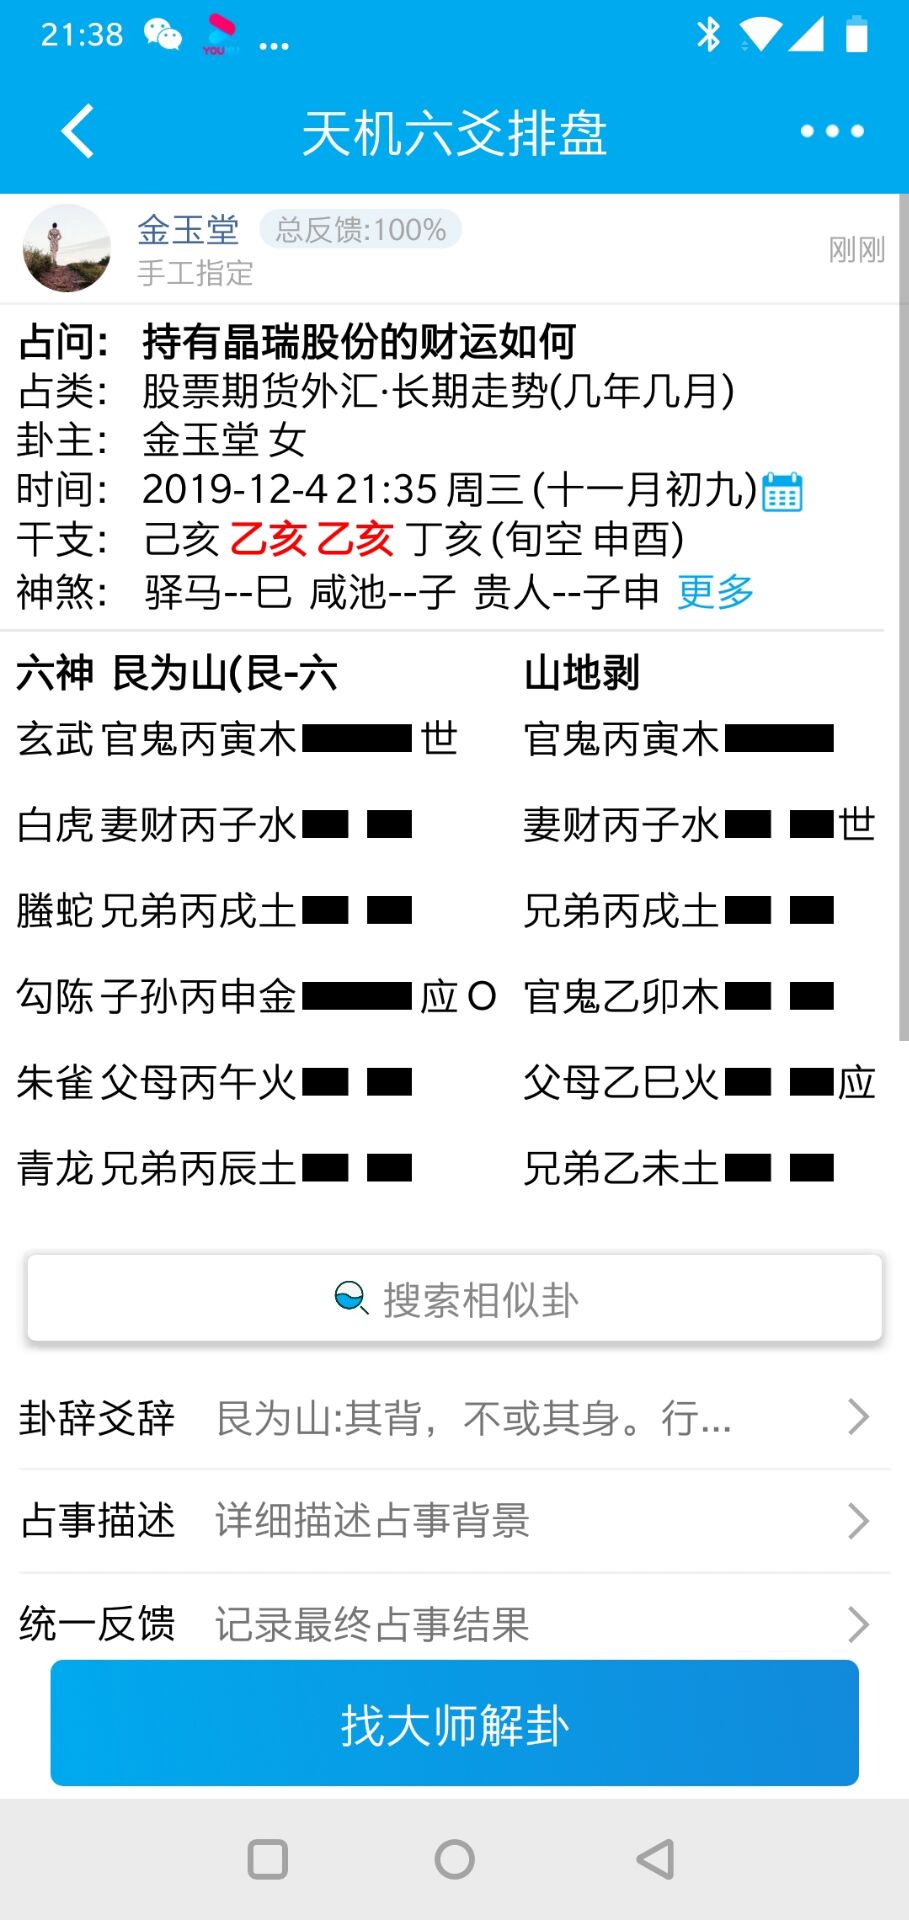 21:38 YOUKU ...
天机六爻排盘
金玉堂 总反馈:100%
手工指定
刚刚
占问: 持有晶瑞股份的财运如何
占类: 股票期货外汇·长期走势(几年几月)
卦主: 金玉堂 女
时间: 2019-12-4 21:35 周三 (十一月初九)
干支: 己亥 乙亥 乙亥 丁亥 (旬空 申酉)
神煞: 驿马--巳 咸池--子 贵人--子申 更多
六神 艮为山(艮-六 山地剥
玄武 官鬼丙寅木 世 官鬼丙寅木
白虎 妻财丙子水 妻财丙子水 世
螣蛇 兄弟丙戌土 兄弟丙戌土
勾陈 子孙丙申金 应 O 官鬼乙卯木
朱雀 父母丙午火 父母乙巳火 应
青龙 兄弟丙辰土 兄弟乙未土
搜索相似卦
卦辞爻辞 艮为山:其背，不或其身。行...
占事描述 详细描述占事背景
统一反馈 记录最终占事结果
找大师解卦